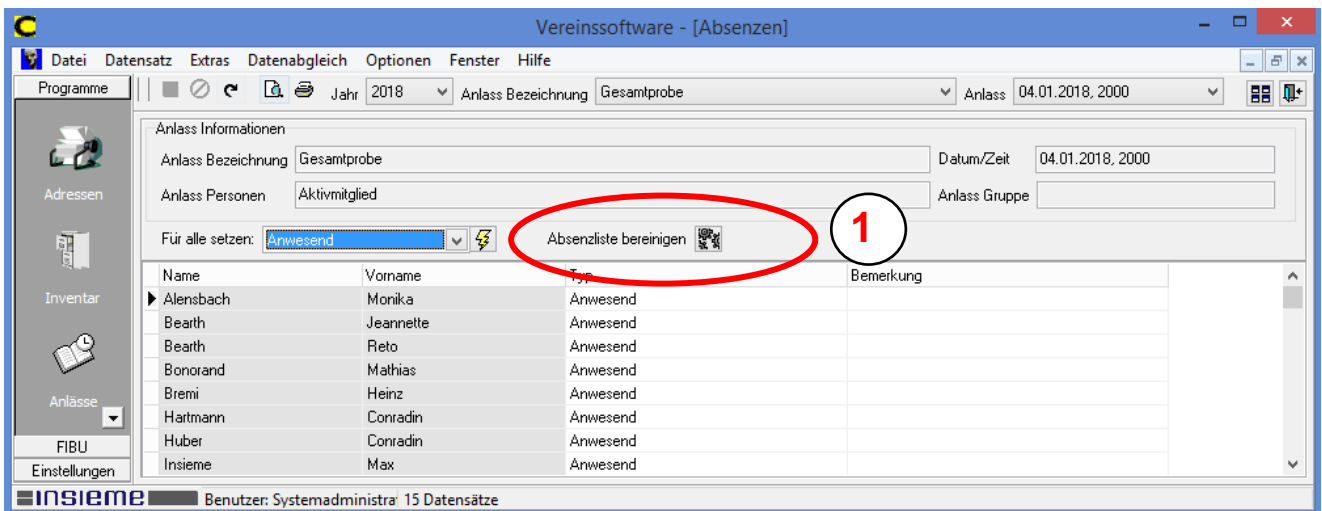 Vereinssoftware - [Absenzen]
Datei Datensatz Extras Datenabgleich Optionen Fenster Hilfe
Programme Jahr 2018 Anlass Bezeichnung Gesamtprobe Anlass 04.01.2018, 2000
Anlass Informationen
Anlass Bezeichnung Gesamtprobe Datum/Zeit 04.01.2018, 2000
Adressen Anlass Personen Aktivmitglied Anlass Gruppe
Für alle setzen: Anwesend Absenzliste bereinigen 1
Name Vorname Typ Bemerkung
Inventar Alensbach Monika Anwesend
Bearth Jeannette Anwesend
Bearth Reto Anwesend
Bonorand Mathias Anwesend
Anlässe Bremi Heinz Anwesend
Hartmann Conradin Anwesend
FIBU Huber Conradin Anwesend
Einstellungen Insieme Max Anwesend
INSIEME Benutzer: Systemadministra 15 Datensätze